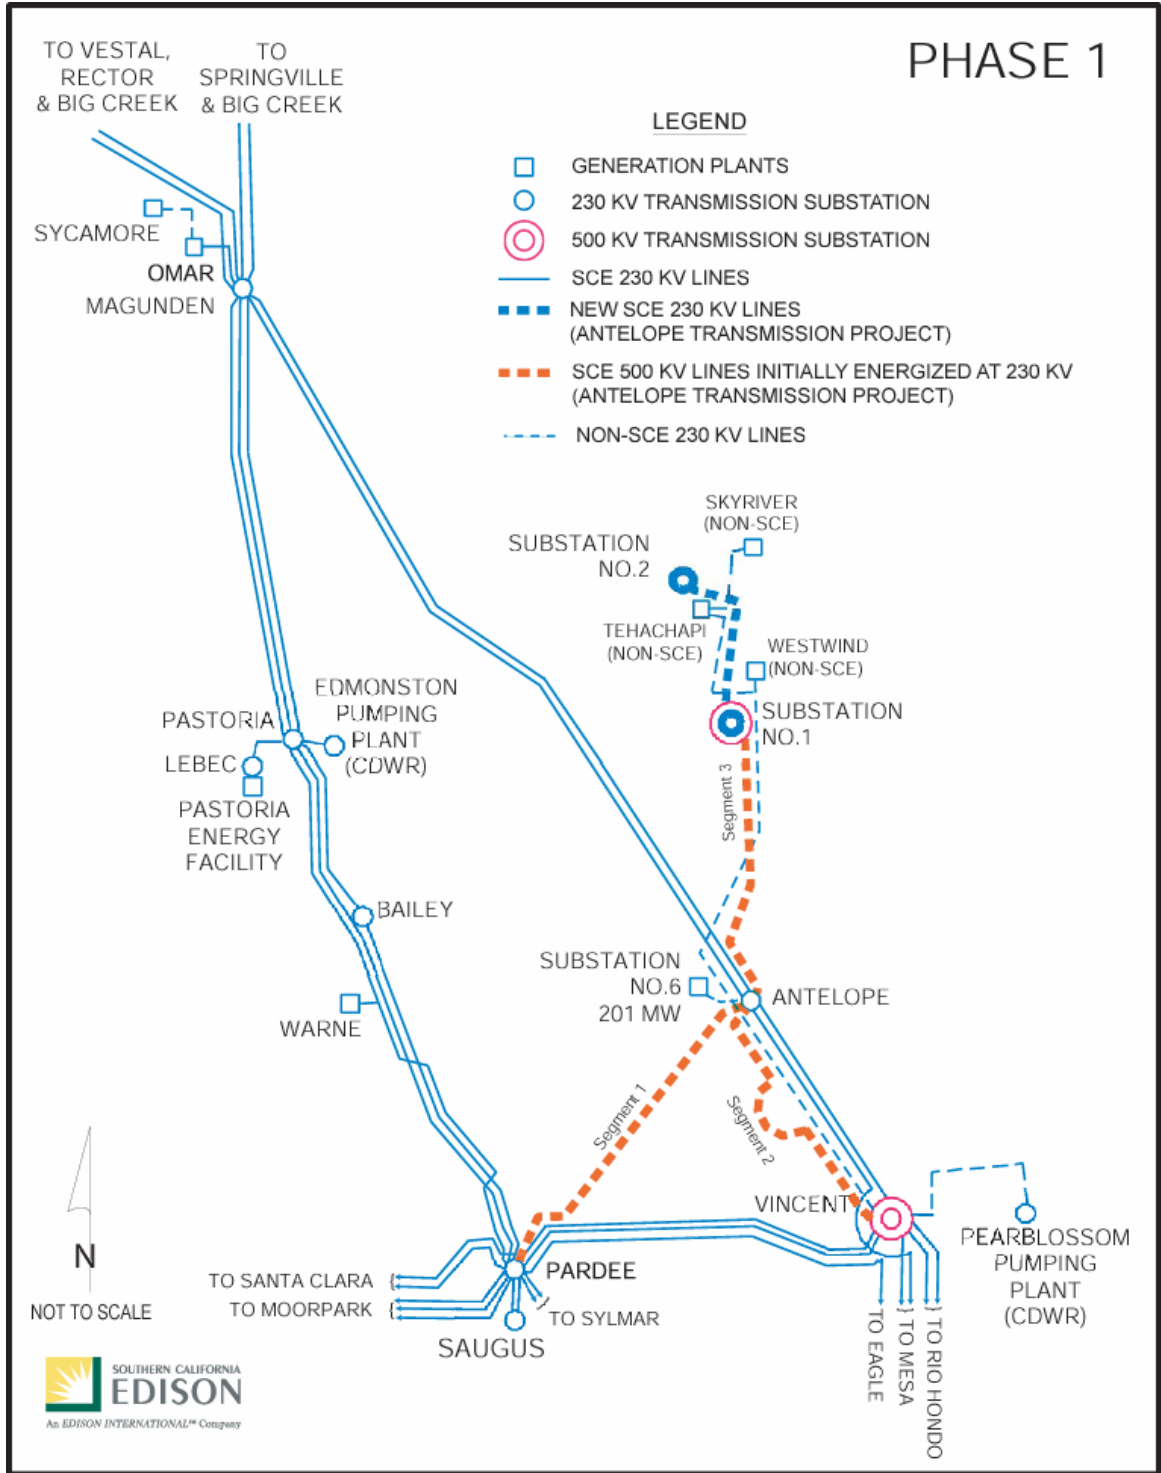 TO VESTAL,
RECTOR
& BIG CREEK
TO
SPRINGVILLE
& BIG CREEK
PHASE 1
LEGEND
GENERATION PLANTS
230 KV TRANSMISSION SUBSTATION
500 KV TRANSMISSION SUBSTATION
SCE 230 KV LINES
NEW SCE 230 KV LINES
(ANTELOPE TRANSMISSION PROJECT)
SCE 500 KV LINES INITIALLY ENERGIZED AT 230 KV
(ANTELOPE TRANSMISSION PROJECT)
NON-SCE 230 KV LINES
SYCAMORE
OMAR
MAGUNDEN
SKYRIVER
(NON-SCE)
SUBSTATION
NO.2
TEHACHAPI
(NON-SCE)
WESTWIND
(NON-SCE)
SUBSTATION
NO.1
Segment 3
EDMONSTON
PUMPING
PLANT
(CDWR)
PASTORIA
LEBEC
PASTORIA
ENERGY
FACILITY
BAILEY
WARNE
SUBSTATION
NO.6
201 MW
ANTELOPE
Segment 1
Segment 2
VINCENT
PEARBLOSSOM
PUMPING
PLANT
(CDWR)
N
NOT TO SCALE
PARDEE
TO SANTA CLARA {
TO MOORPARK {
} TO SYLMAR
SAUGUS
TO EAGLE
} TO MESA
} TO RIO HONDO
SOUTHERN CALIFORNIA
EDISON
An EDISON INTERNATIONAL℠ Company